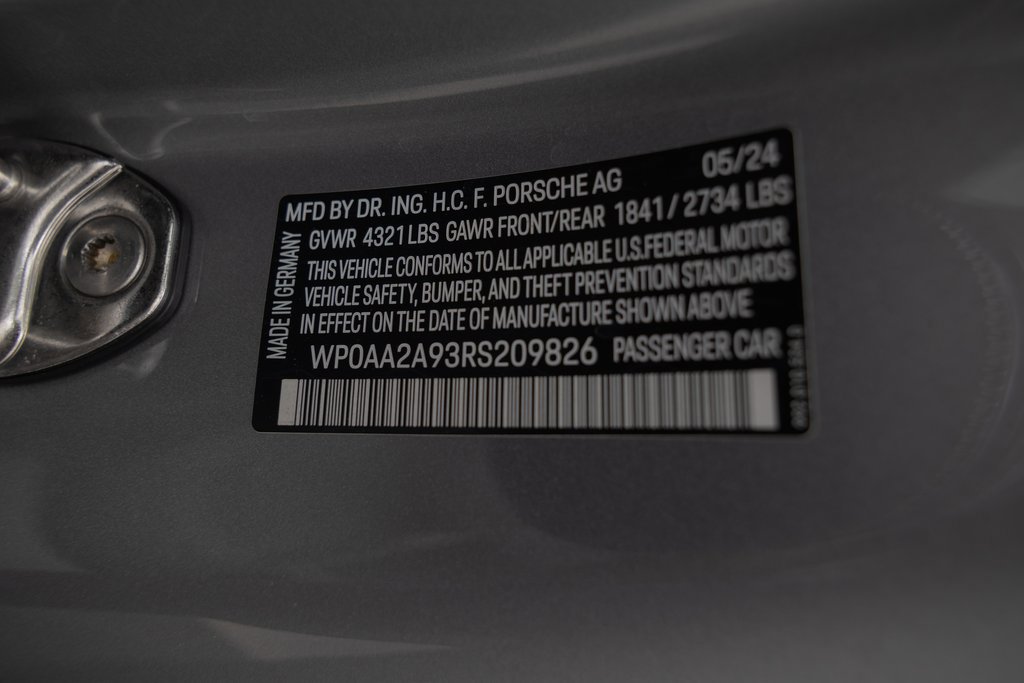 05/24
MFD BY DR. ING. H.C. F. PORSCHE AG
GVWR 4321 LBS GAWR FRONT/REAR 1841 / 2734 LBS
THIS VEHICLE CONFORMS TO ALL APPLICABLE U.S.FEDERAL MOTOR
VEHICLE SAFETY, BUMPER, AND THEFT PREVENTION STANDARDS
IN EFFECT ON THE DATE OF MANUFACTURE SHOWN ABOVE
WP0AA2A93RS209826 PASSENGER CAR
MADE IN GERMANY